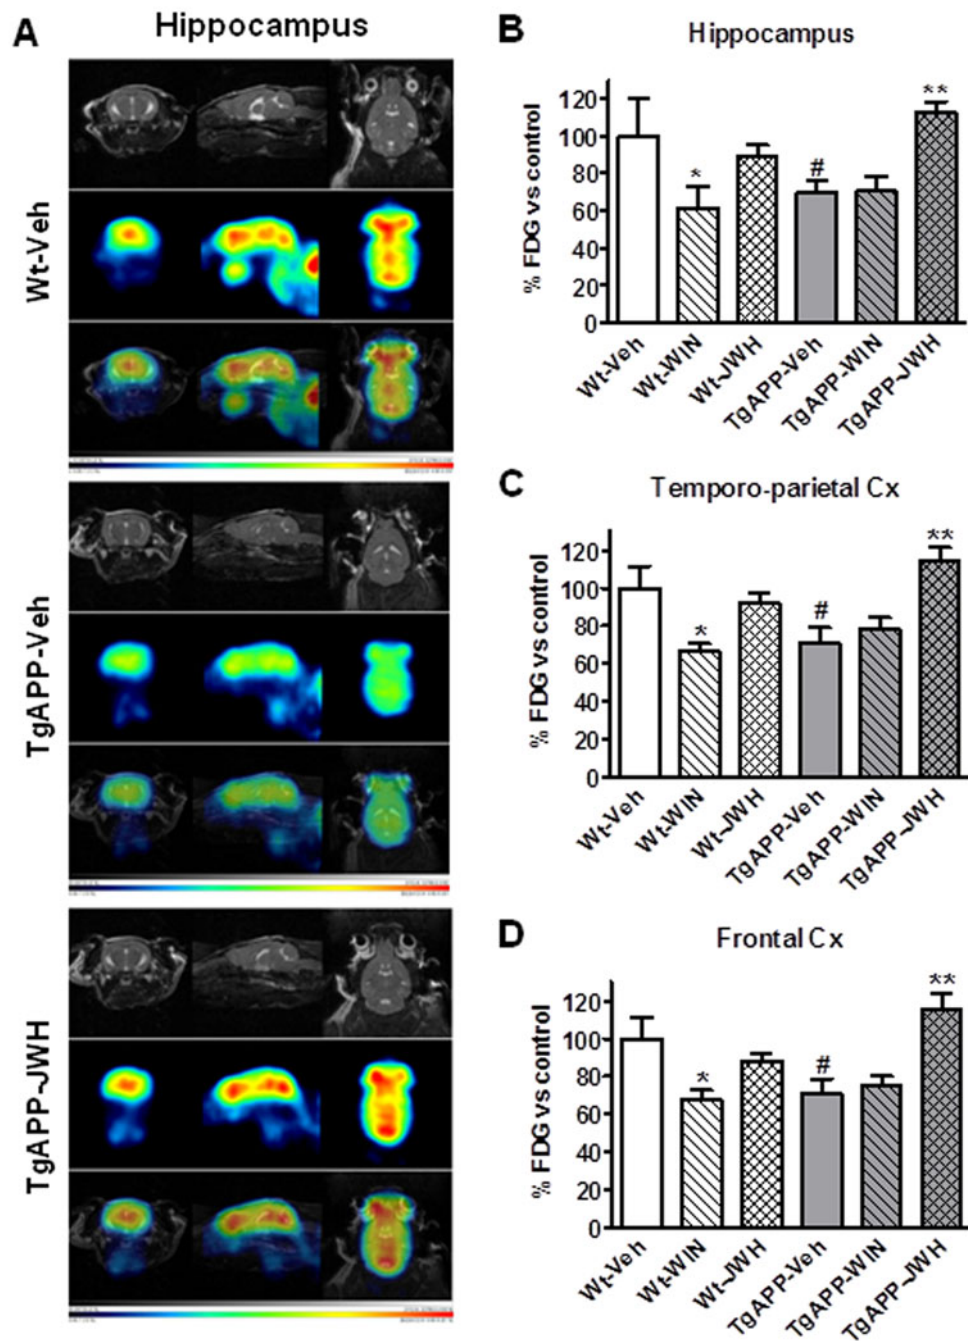 A
Hippocampus
Wt-Veh
TgAPP-Veh
TgAPP-JWH
B
Hippocampus
% FDG vs control
120
100
80
60
40
20
0
*
#
**
Wt-Veh
Wt-WIN
Wt-JWH
TgAPP-Veh
TgAPP-WIN
TgAPP-JWH
C
Temporo-parietal Cx
% FDG vs control
120
100
80
60
40
20
0
*
#
**
Wt-Veh
Wt-WIN
Wt-JWH
TgAPP-Veh
TgAPP-WIN
TgAPP-JWH
D
Frontal Cx
% FDG vs control
120
100
80
60
40
20
0
*
#
**
Wt-Veh
Wt-WIN
Wt-JWH
TgAPP-Veh
TgAPP-WIN
TgAPP-JWH